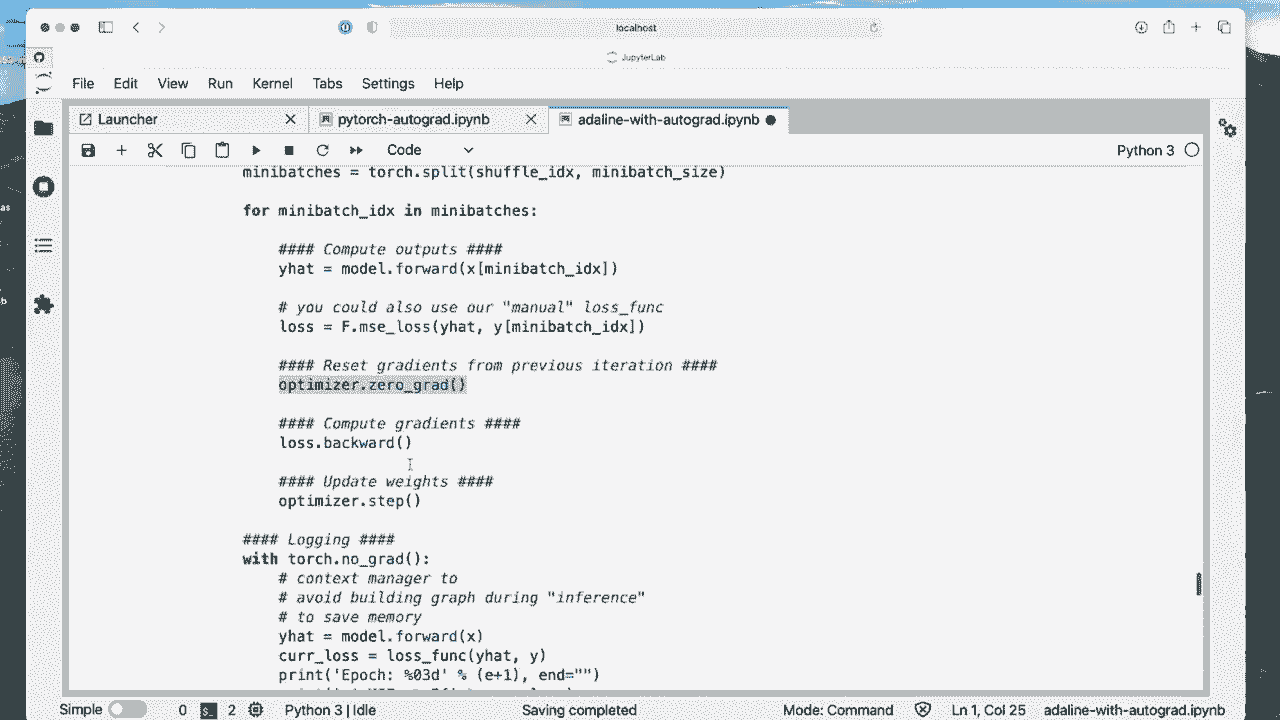 localhost
JupyterLab
File Edit View Run Kernel Tabs Settings Help
Launcher pytorch-autograd.ipynb adaline-with-autograd.ipynb
Code Python 3
minibatches = torch.split(shuffle_idx, minibatch_size)
for minibatch_idx in minibatches:
#### Compute outputs ####
yhat = model.forward(x[minibatch_idx])
# you could also use our "manual" loss_func
loss = F.mse_loss(yhat, y[minibatch_idx])
#### Reset gradients from previous iteration ####
optimizer.zero_grad()
#### Compute gradients ####
loss.backward()
#### Update weights ####
optimizer.step()
#### Logging ####
with torch.no_grad():
# context manager to
# avoid building graph during "inference"
# to save memory
yhat = model.forward(x)
curr_loss = loss_func(yhat, y)
print('Epoch: %03d' % (e+1), end="")
Simple 0 2 Python 3 | Idle Saving completed Mode: Command Ln 1, Col 25 adaline-with-autograd.ipynb